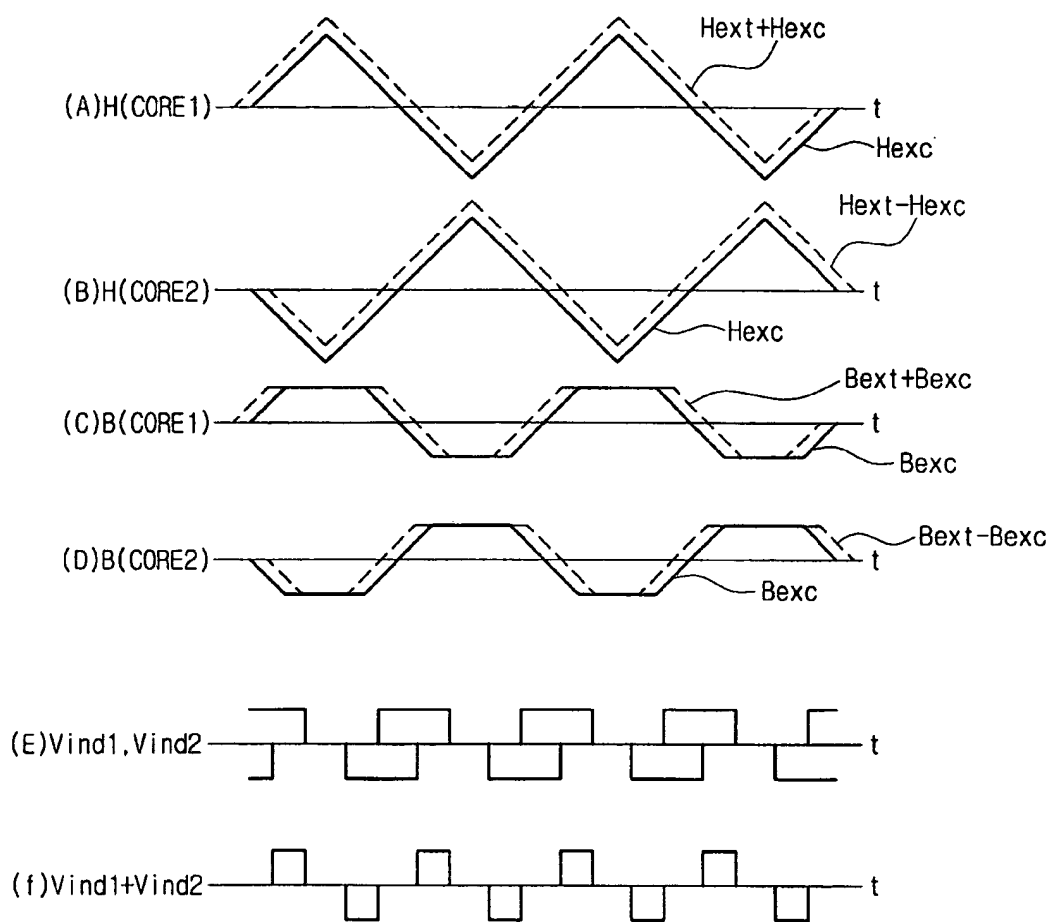 Hext+Hexc
(A)H(CORE1)
t
Hexc
Hext-Hexc
(B)H(CORE2)
t
Hexc
Bext+Bexc
(C)B(CORE1)
t
Bexc
(D)B(CORE2)
t
Bext-Bexc
Bexc
(E)Vind1,Vind2
t
(f)Vind1+Vind2
t